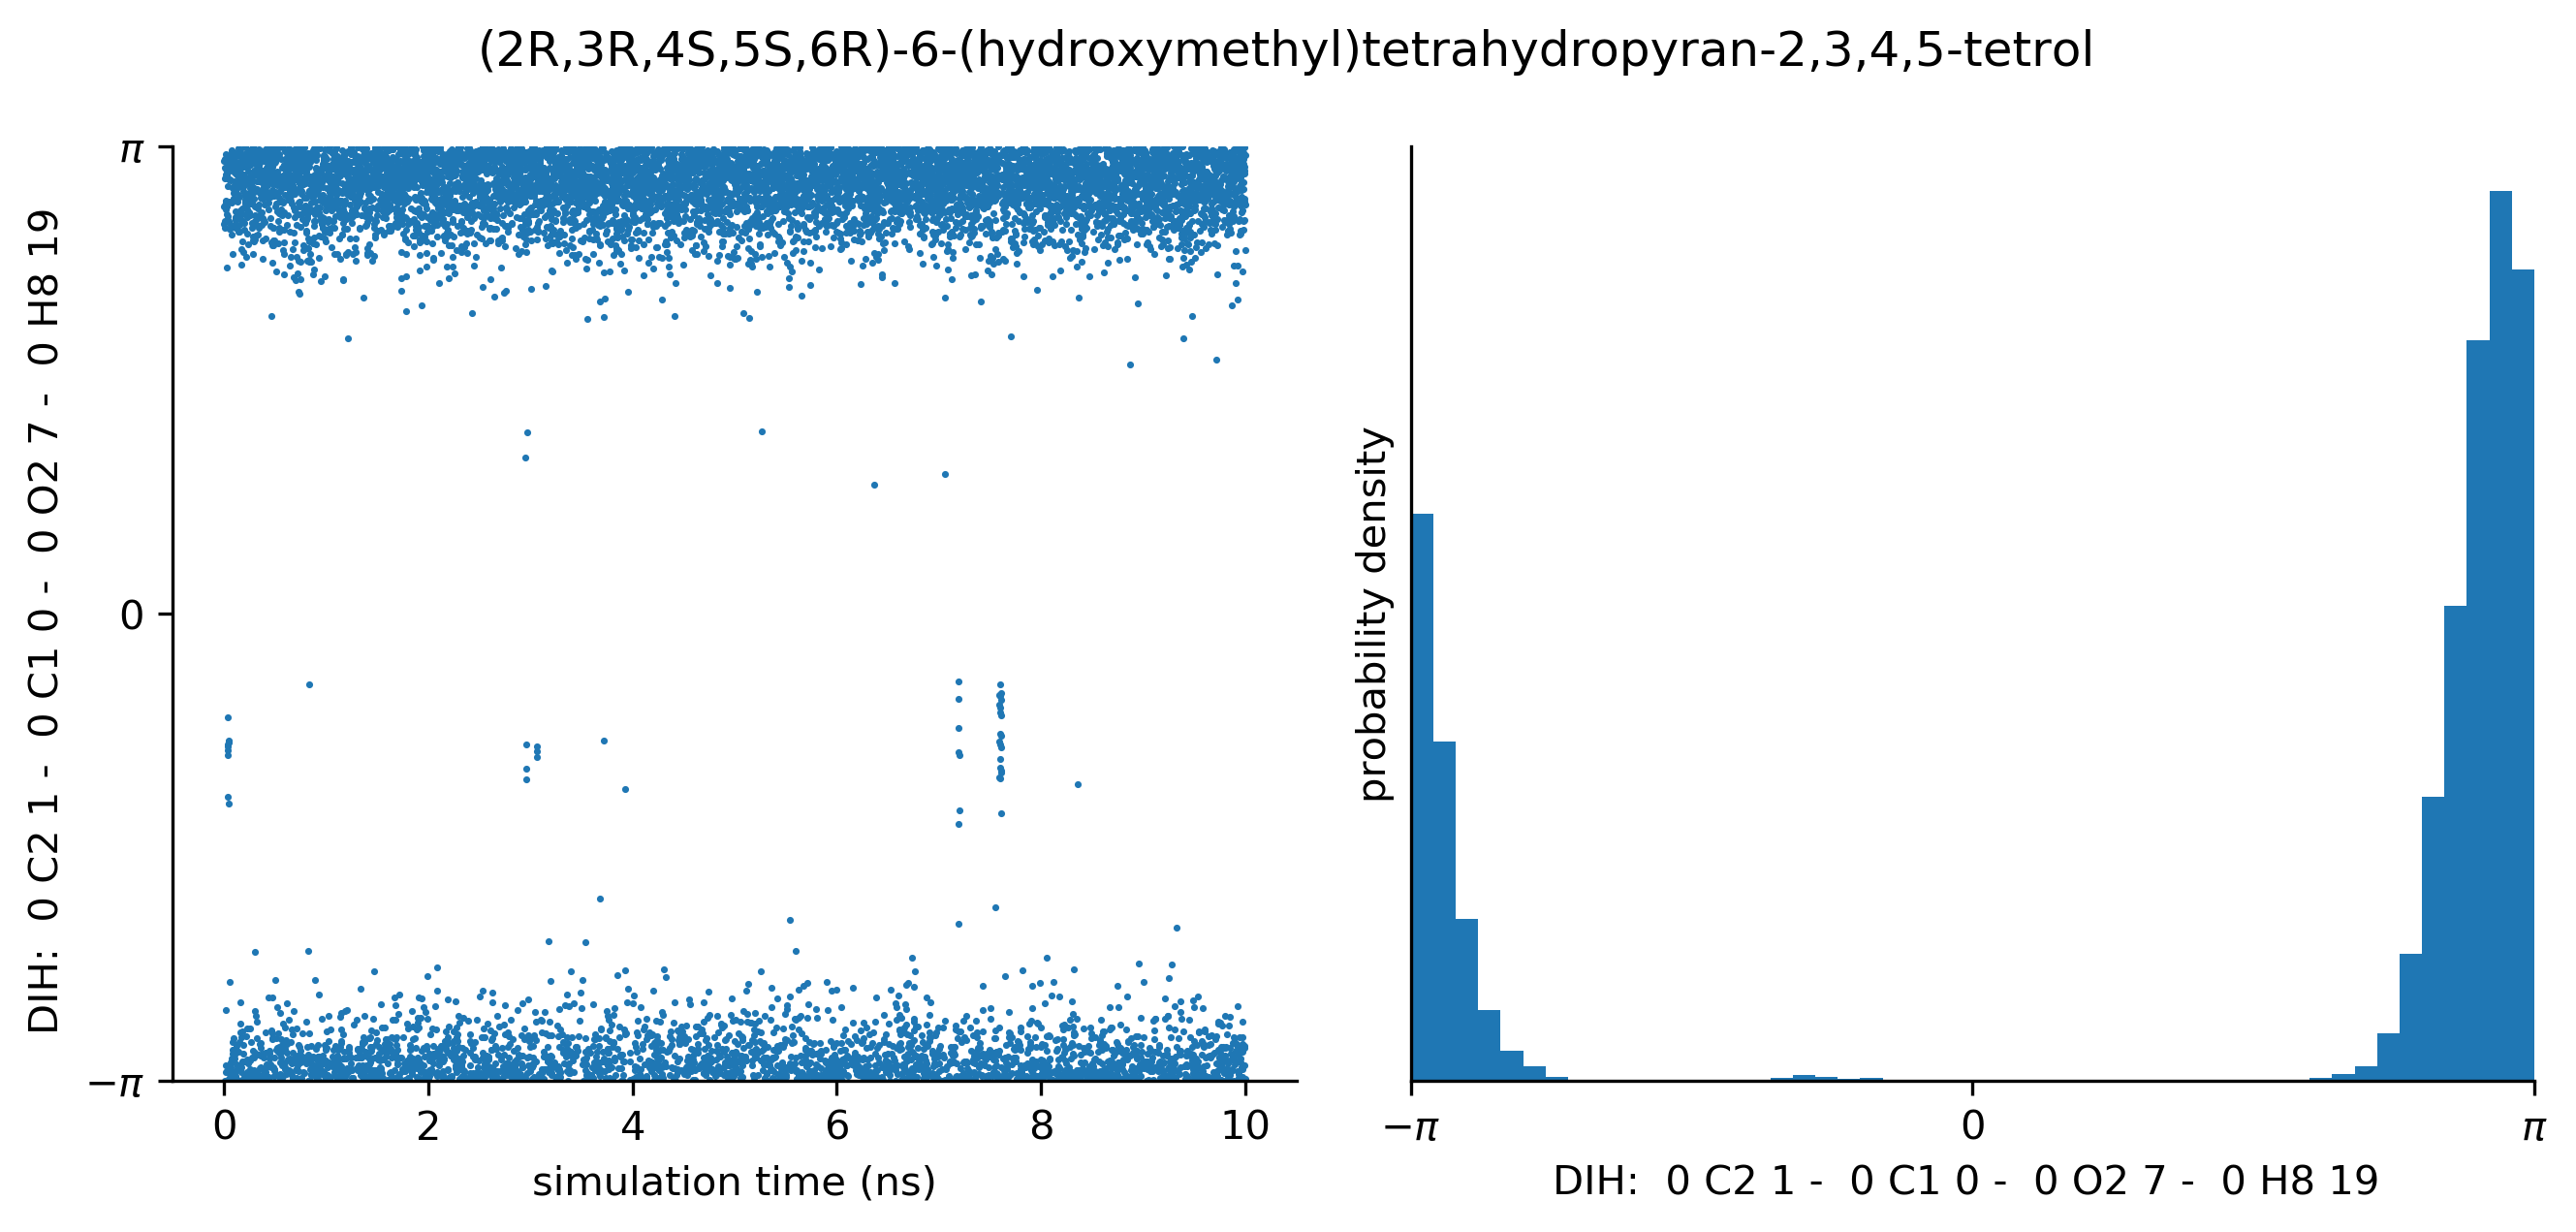 (2R,3R,4S,5S,6R)-6-(hydroxymethyl)tetrahydropyran-2,3,4,5-tetrol
DIH:  0 C2 1 -  0 C1 0 -  0 O2 7 -  0 H8 19
π
0
−π
0 2 4 6 8 10
simulation time (ns)
probability density
−π 0 π
DIH:  0 C2 1 -  0 C1 0 -  0 O2 7 -  0 H8 19